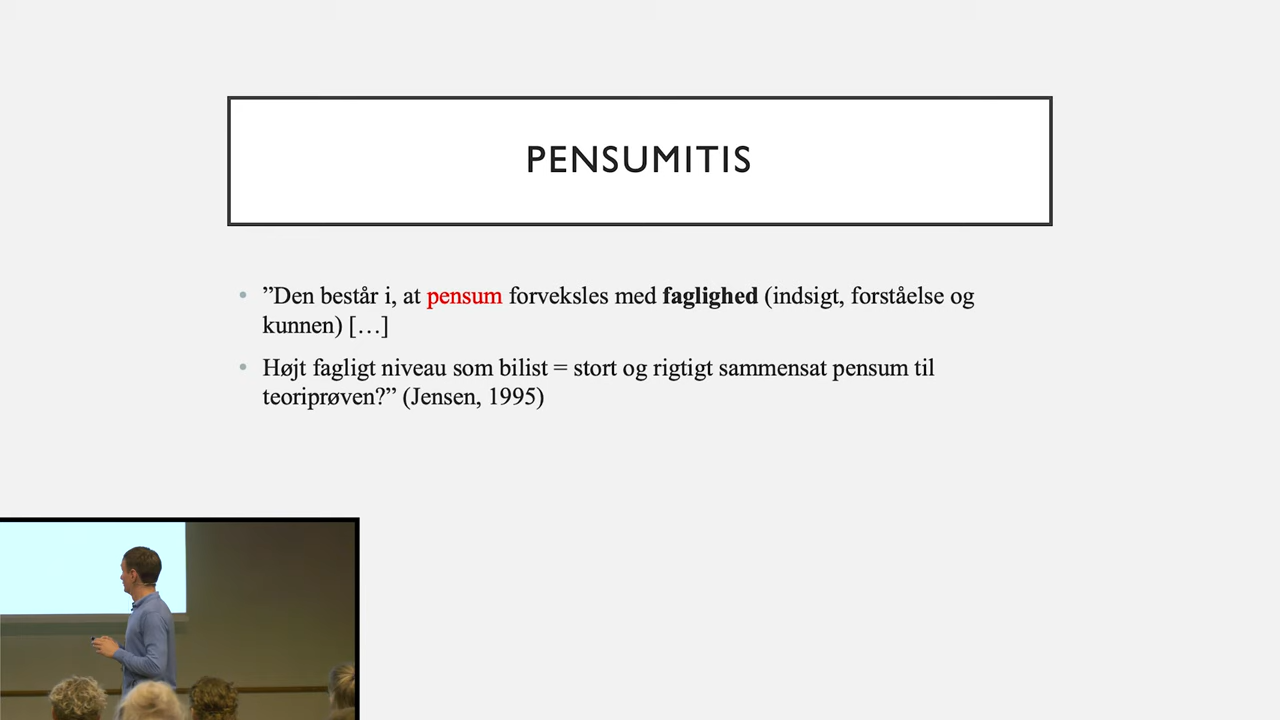 PENSUMITIS
• ”Den består i, at pensum forveksles med faglighed (indsigt, forståelse og
kunnen) […]
• Højt fagligt niveau som bilist = stort og rigtigt sammensat pensum til
teoriprøven?” (Jensen, 1995)